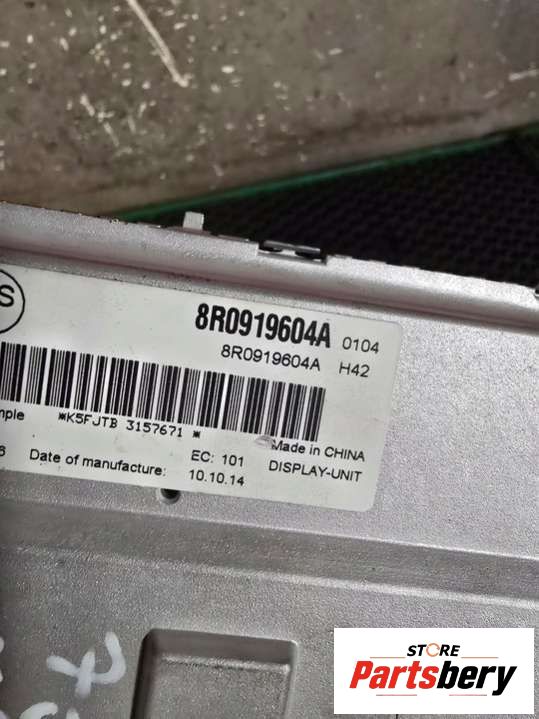 S
8R0919604A 0104
8R0919604A H42
*K5FJTB 3157671 *
Made in CHINA
6 Date of manufacture: EC: 101 DISPLAY-UNIT
10.10.14
STORE
Partsbery